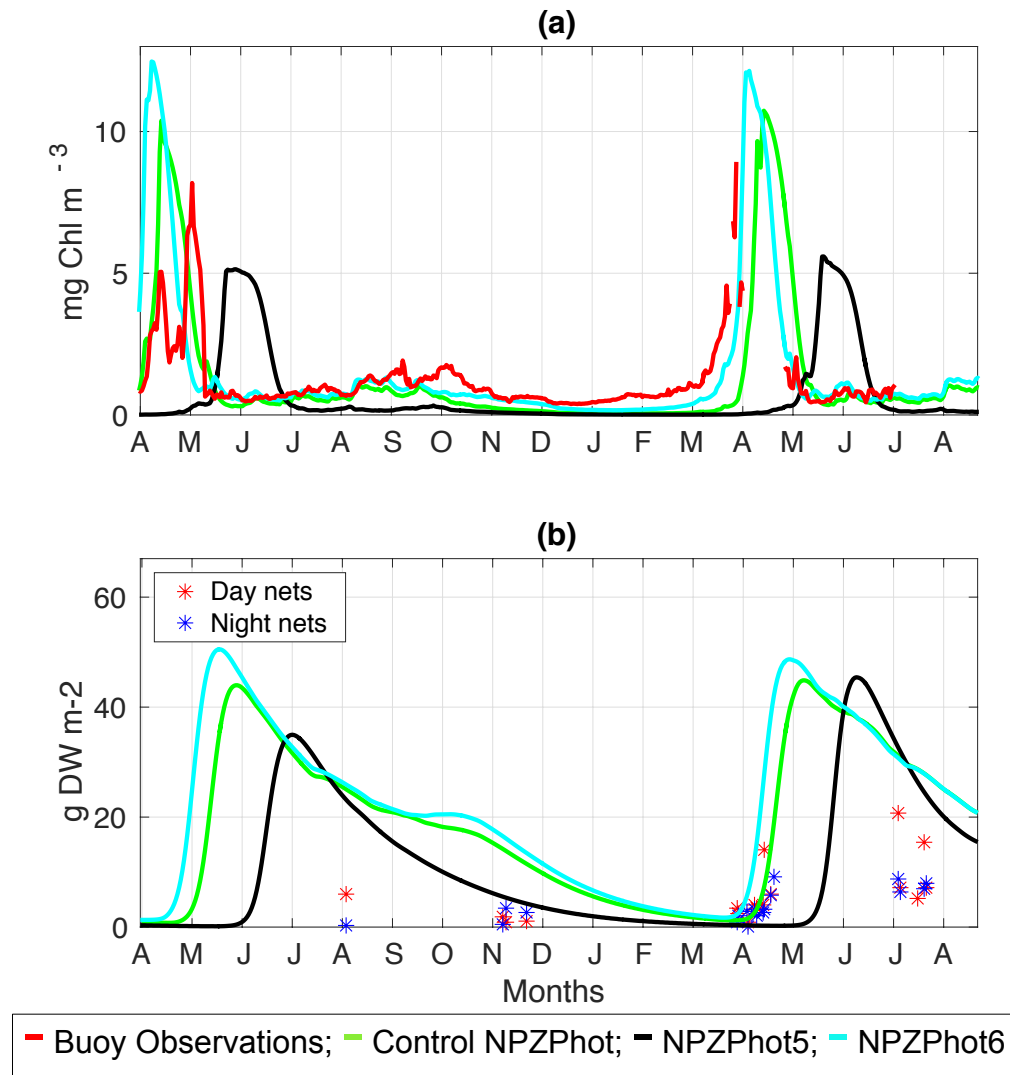 (a)
10
5
0
mg Chl m - 3
A M J J A S O N D J F M A M J J A
(b)
Day nets
Night nets
60
40
20
0
g DW m-2
A M J J A S O N D J F M A M J J A
Months
Buoy Observations; Control NPZPhot; NPZPhot5; NPZPhot6